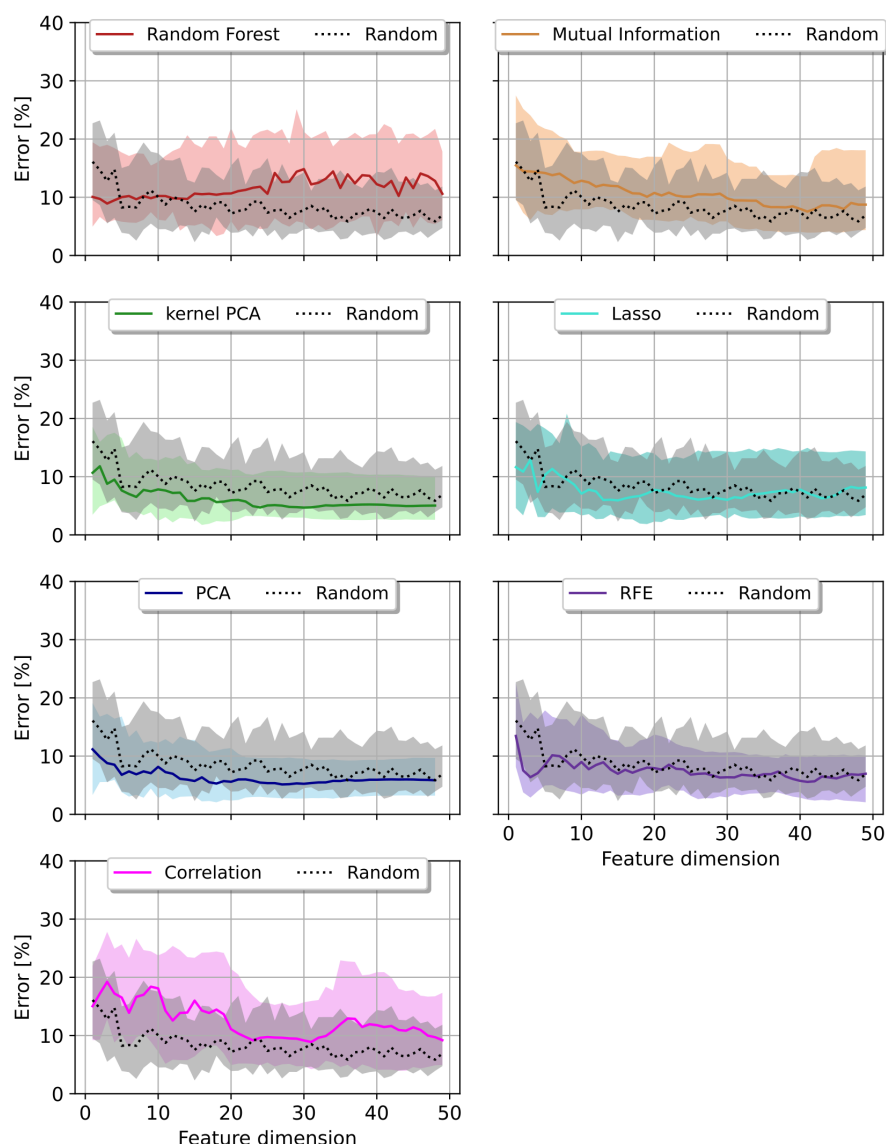 Random Forest Random
Mutual Information Random
Error [%]
40
30
20
10
0
kernel PCA Random
Lasso Random
Error [%]
40
30
20
10
0
PCA Random
RFE Random
Error [%]
40
30
20
10
0
0 10 20 30 40 50
Feature dimension
Correlation Random
Error [%]
40
30
20
10
0
0 10 20 30 40 50
Feature dimension